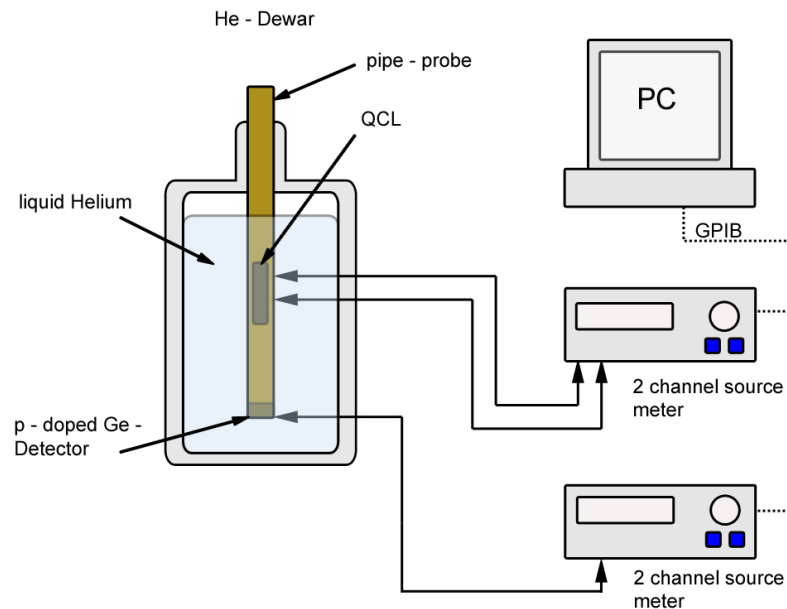 He - Dewar
pipe - probe
QCL
PC
liquid Helium
GPIB
2 channel source
meter
p - doped Ge -
Detector
2 channel source
meter